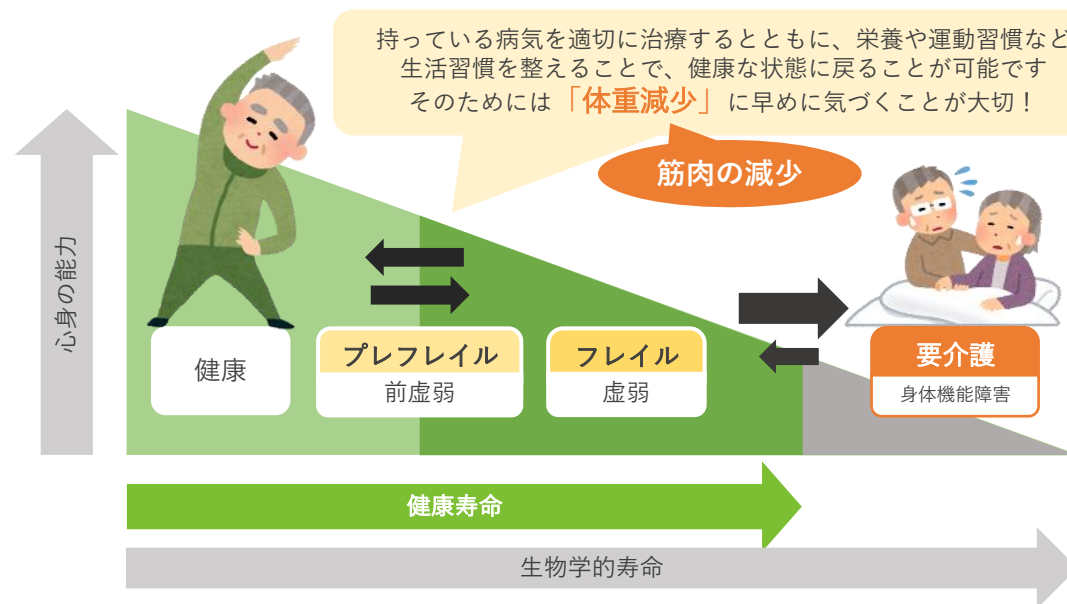 持っている病気を適切に治療するとともに、栄養や運動習慣など
生活習慣を整えることで、健康な状態に戻ることが可能です
そのためには「体重減少」に早めに気づくことが大切！
筋肉の減少
心身の能力
健康
プレフレイル
前虚弱
フレイル
虚弱
要介護
身体機能障害
健康寿命
生物学的寿命